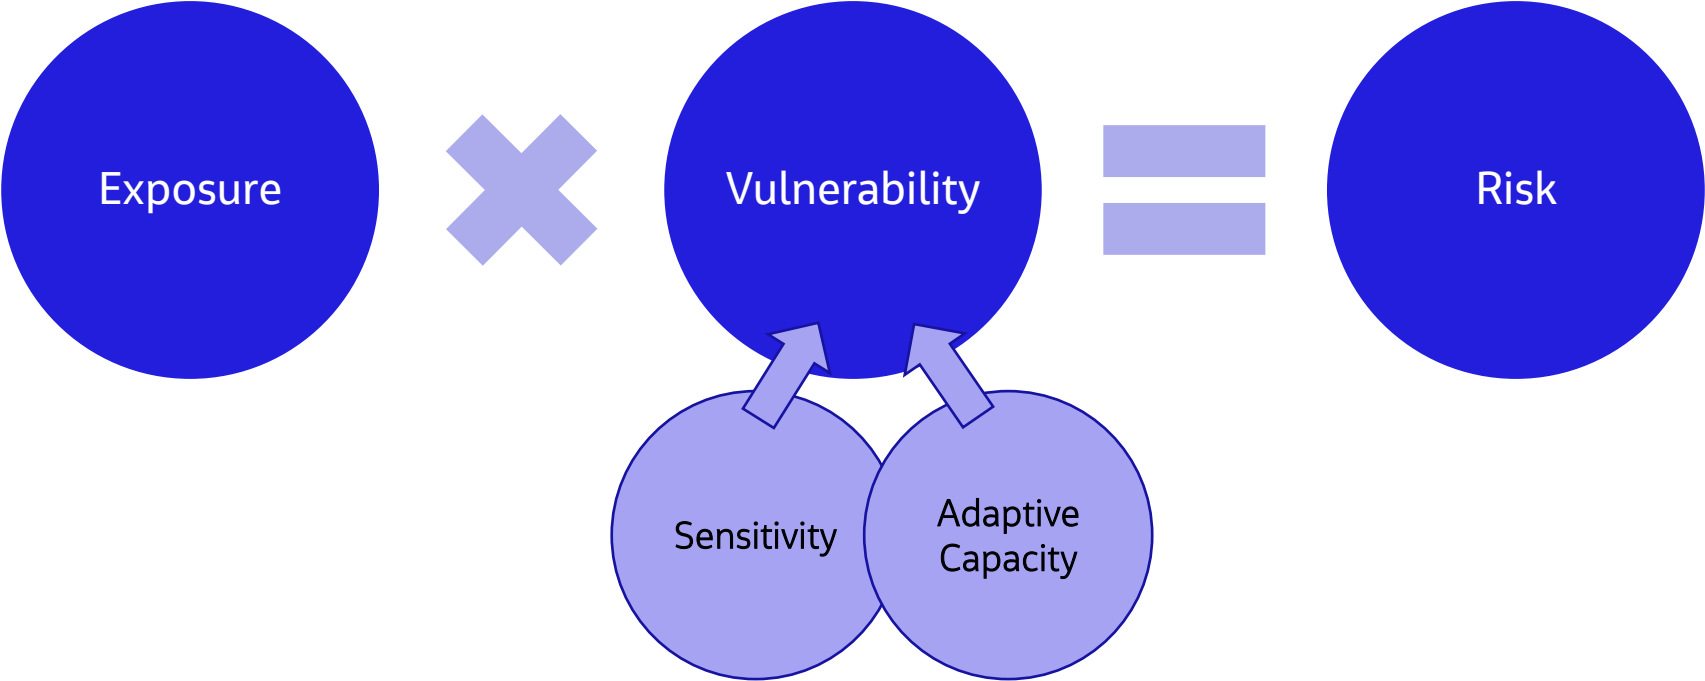 Exposure
Vulnerability
Risk
Sensitivity
Adaptive
Capacity